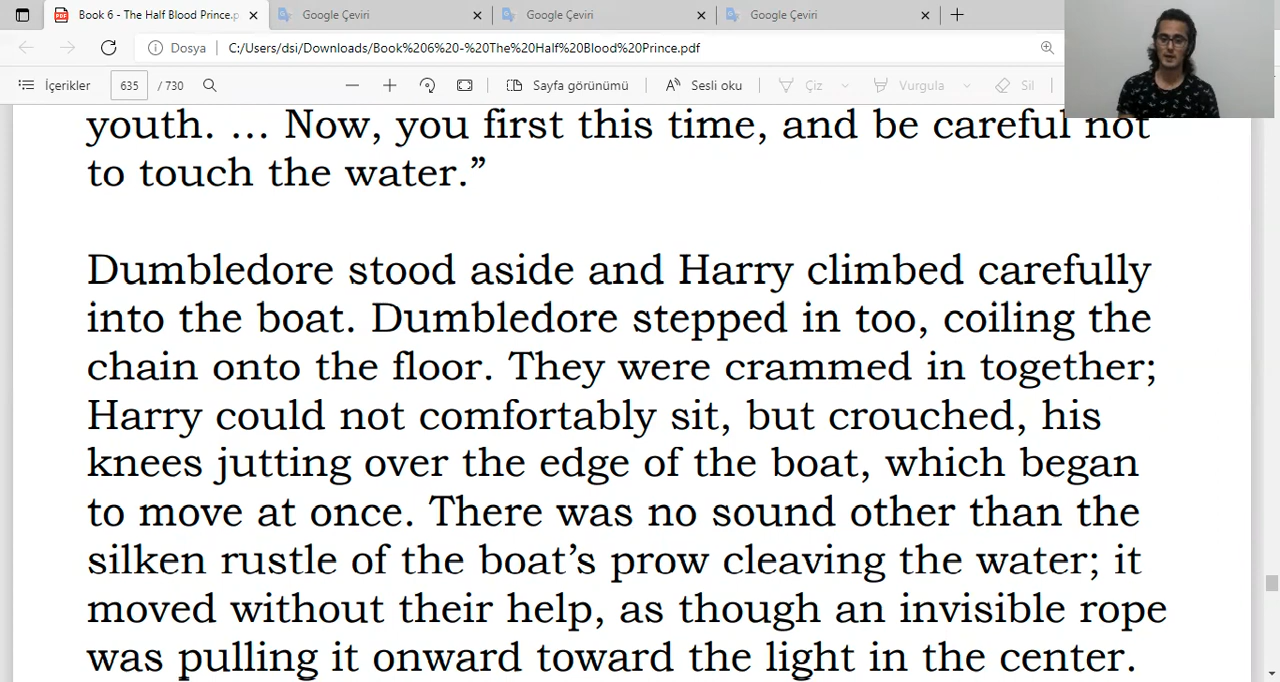 Book 6 - The Half Blood Prince.p
Google Çeviri
Google Çeviri
Google Çeviri
Dosya
C:/Users/dsi/Downloads/Book%206%20-%20The%20Half%20Blood%20Prince.pdf
İçerikler
635
/ 730
Sayfa görünümü
Sesli oku
Çiz
Vurgula
Sil
youth. … Now, you first this time, and be careful not
to touch the water.”
Dumbledore stood aside and Harry climbed carefully
into the boat. Dumbledore stepped in too, coiling the
chain onto the floor. They were crammed in together;
Harry could not comfortably sit, but crouched, his
knees jutting over the edge of the boat, which began
to move at once. There was no sound other than the
silken rustle of the boat’s prow cleaving the water; it
moved without their help, as though an invisible rope
was pulling it onward toward the light in the center.